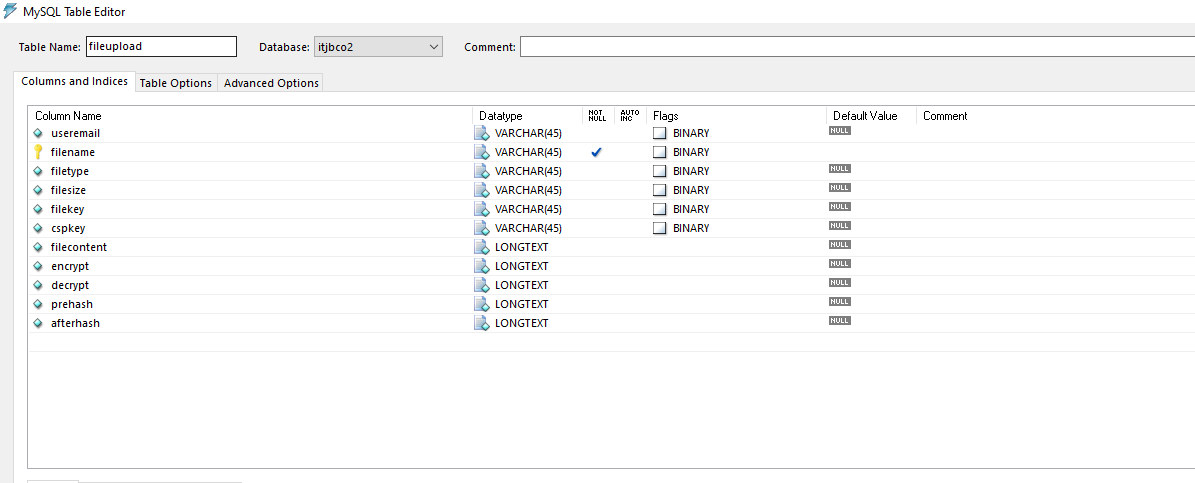 MySQL Table Editor
Table Name: fileupload Database: itjbco2 Comment:
Columns and Indices Table Options Advanced Options
Column Name Datatype NOT NULL AUTO INC Flags Default Value Comment
useremail VARCHAR(45) BINARY NULL
filename VARCHAR(45) BINARY
filetype VARCHAR(45) BINARY NULL
filesize VARCHAR(45) BINARY NULL
filekey VARCHAR(45) BINARY NULL
cspkey VARCHAR(45) BINARY NULL
filecontent LONGTEXT NULL
encrypt LONGTEXT NULL
decrypt LONGTEXT NULL
prehash LONGTEXT NULL
afterhash LONGTEXT NULL